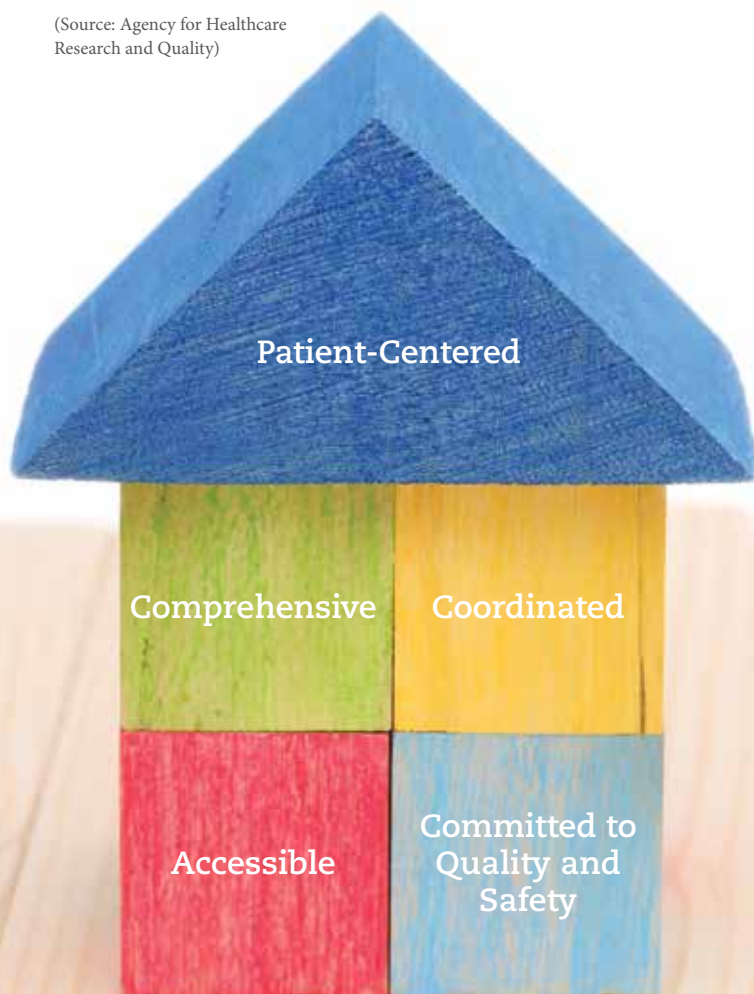 (Source: Agency for Healthcare
Research and Quality)
Patient-Centered
Comprehensive
Coordinated
Accessible
Committed to
Quality and
Safety